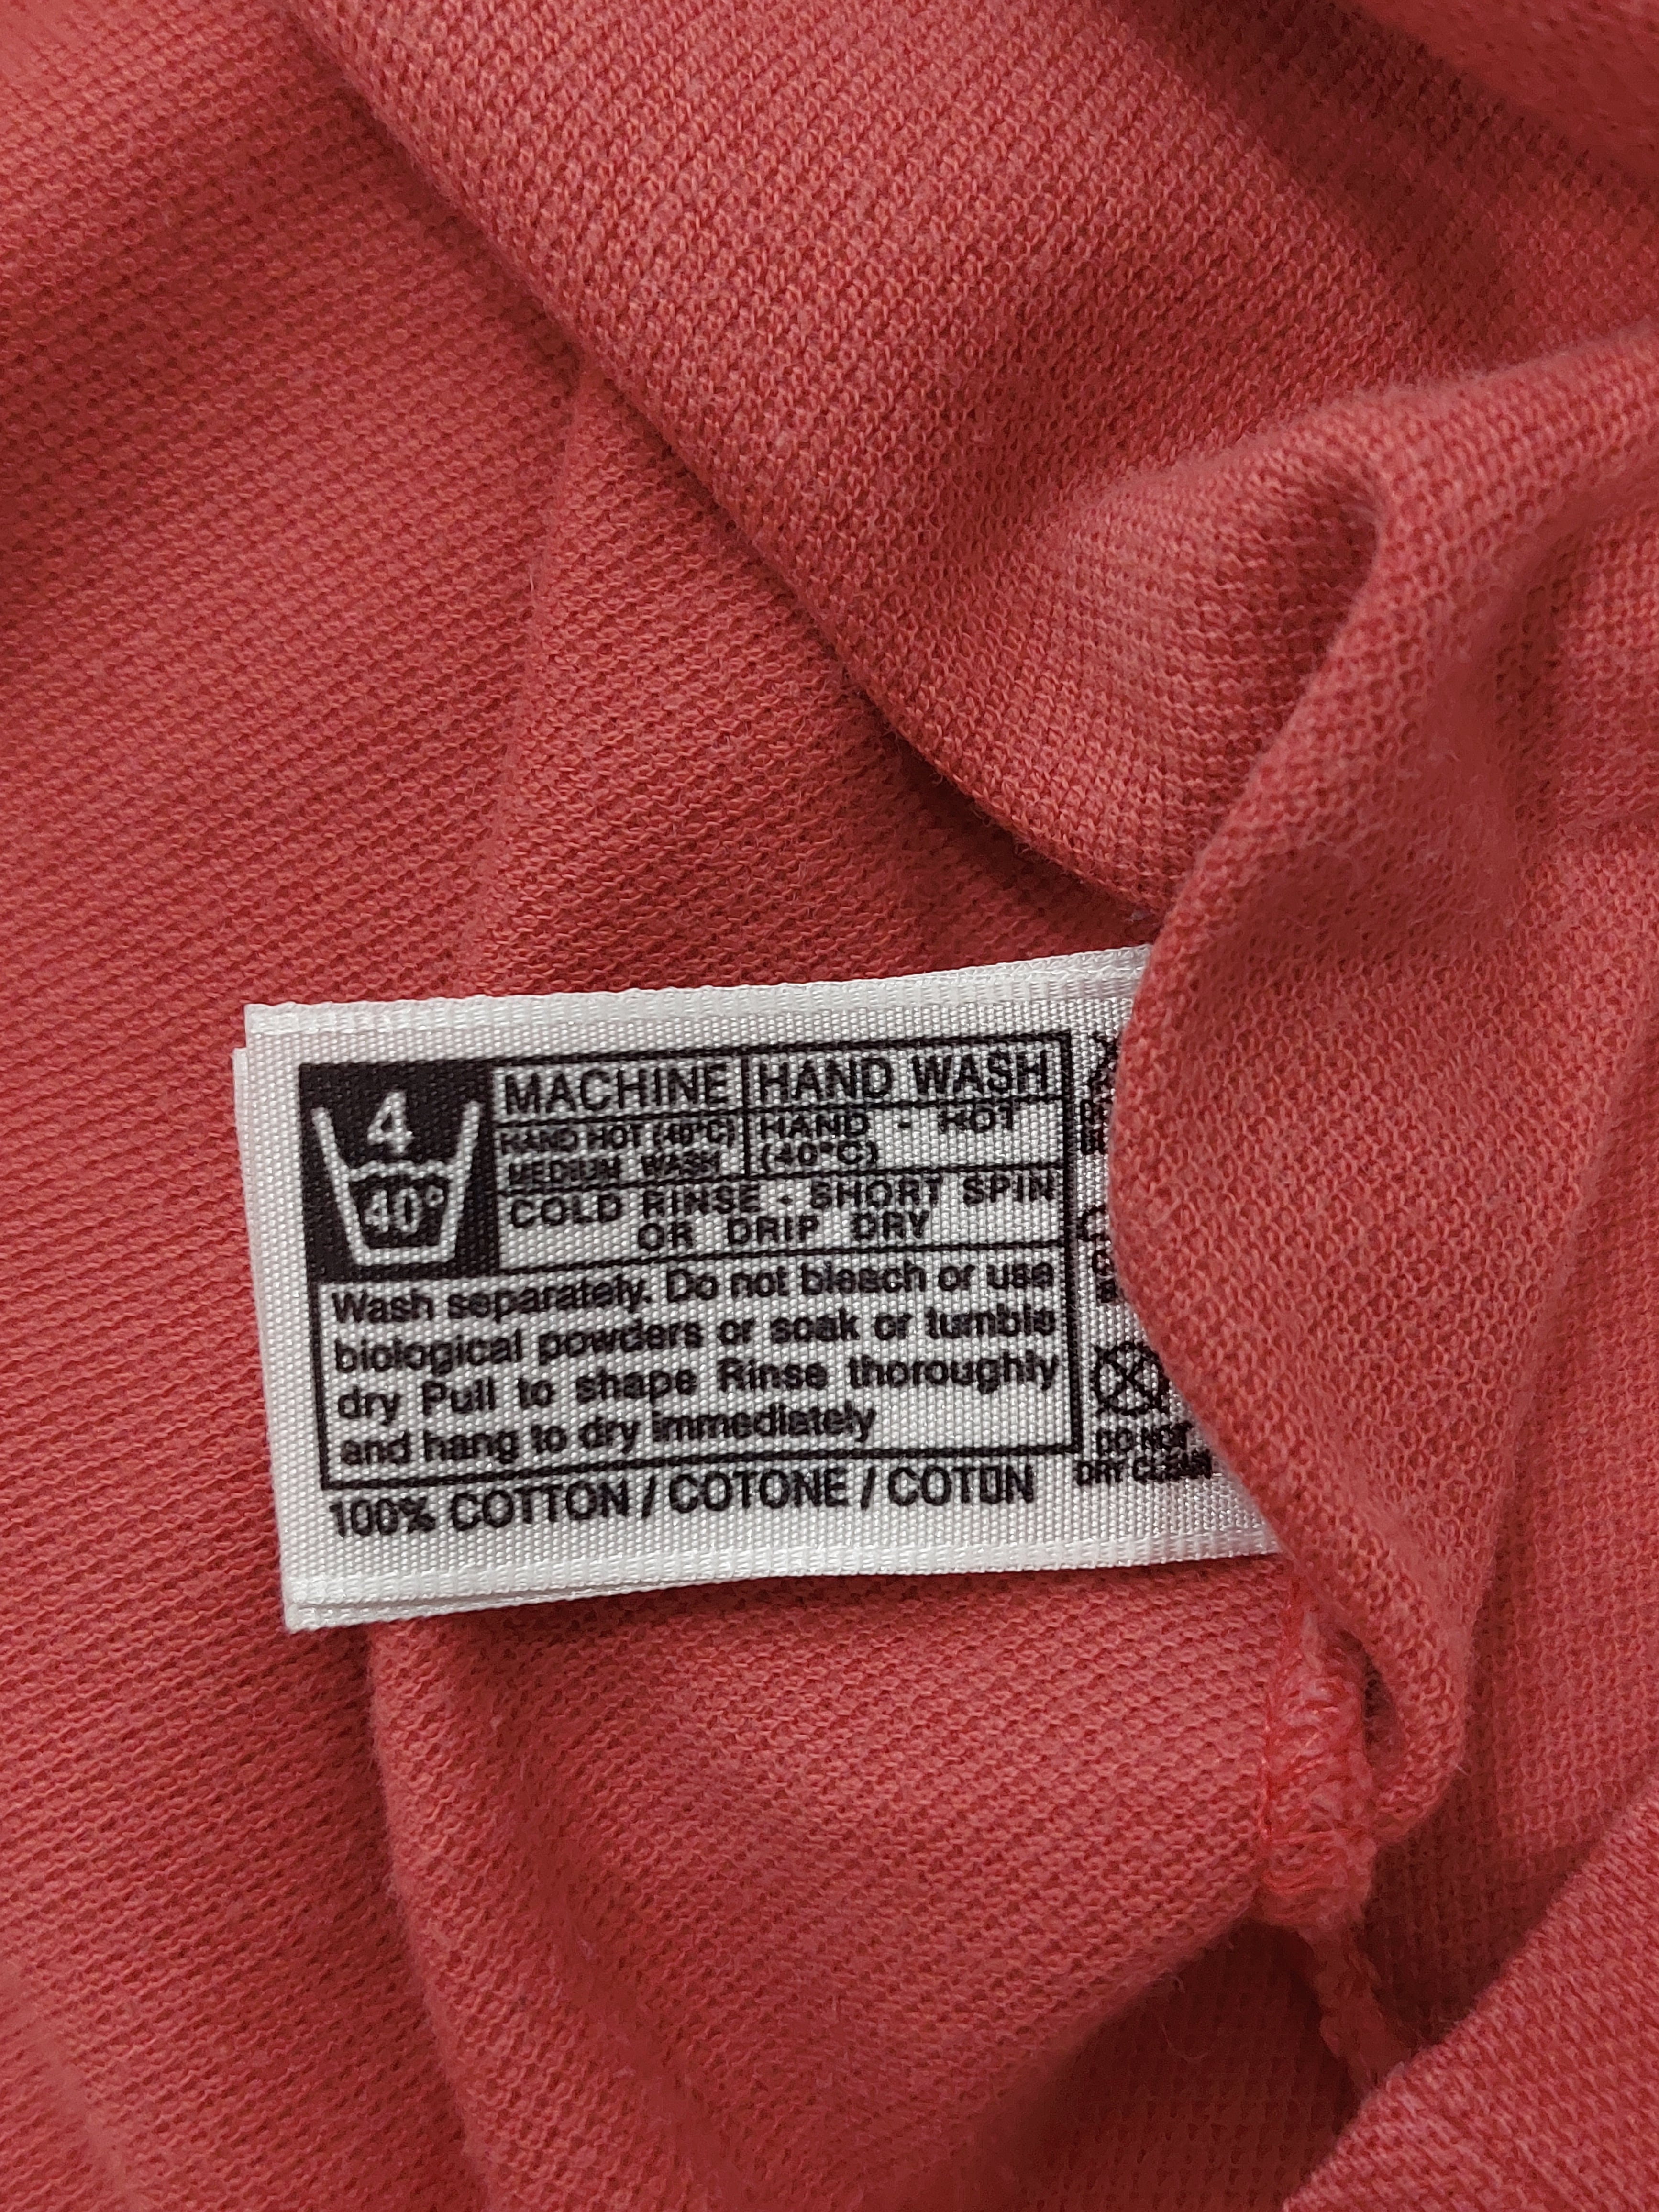 4
40°
MACHINE
HAND WASH
HAND HOT (40°C)
MEDIUM WASH
HAND - HOT
(40°C)
COLD RINSE - SHORT SPIN
OR DRIP DRY
Wash separately. Do not bleach or use
biological powders or soak or tumble
dry Pull to shape Rinse thoroughly
and hang to dry immediately
100% COTTON / COTONE / COTON
DO NOT
DRY CLEAN